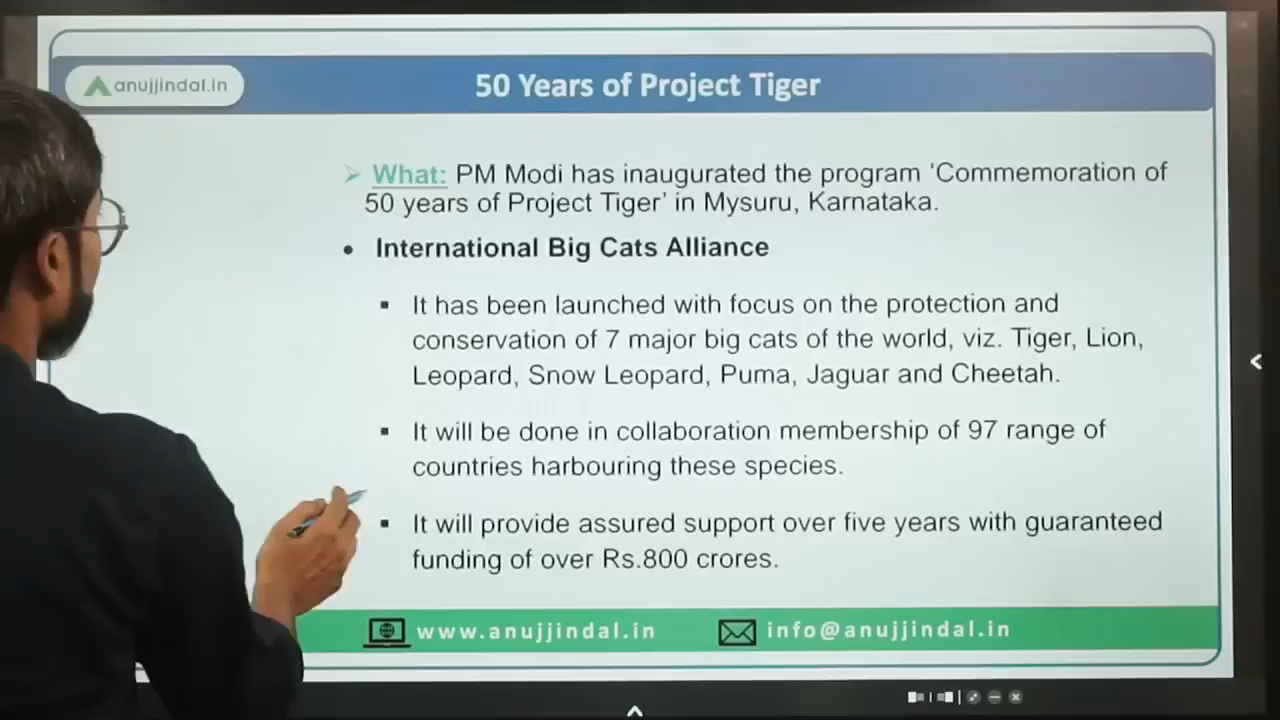 anujjindal.in
50 Years of Project Tiger
What: PM Modi has inaugurated the program ‘Commemoration of
50 years of Project Tiger’ in Mysuru, Karnataka.
International Big Cats Alliance
It has been launched with focus on the protection and
conservation of 7 major big cats of the world, viz. Tiger, Lion,
Leopard, Snow Leopard, Puma, Jaguar and Cheetah.
It will be done in collaboration membership of 97 range of
countries harbouring these species.
It will provide assured support over five years with guaranteed
funding of over Rs.800 crores.
www.anujjindal.in
info@anujjindal.in